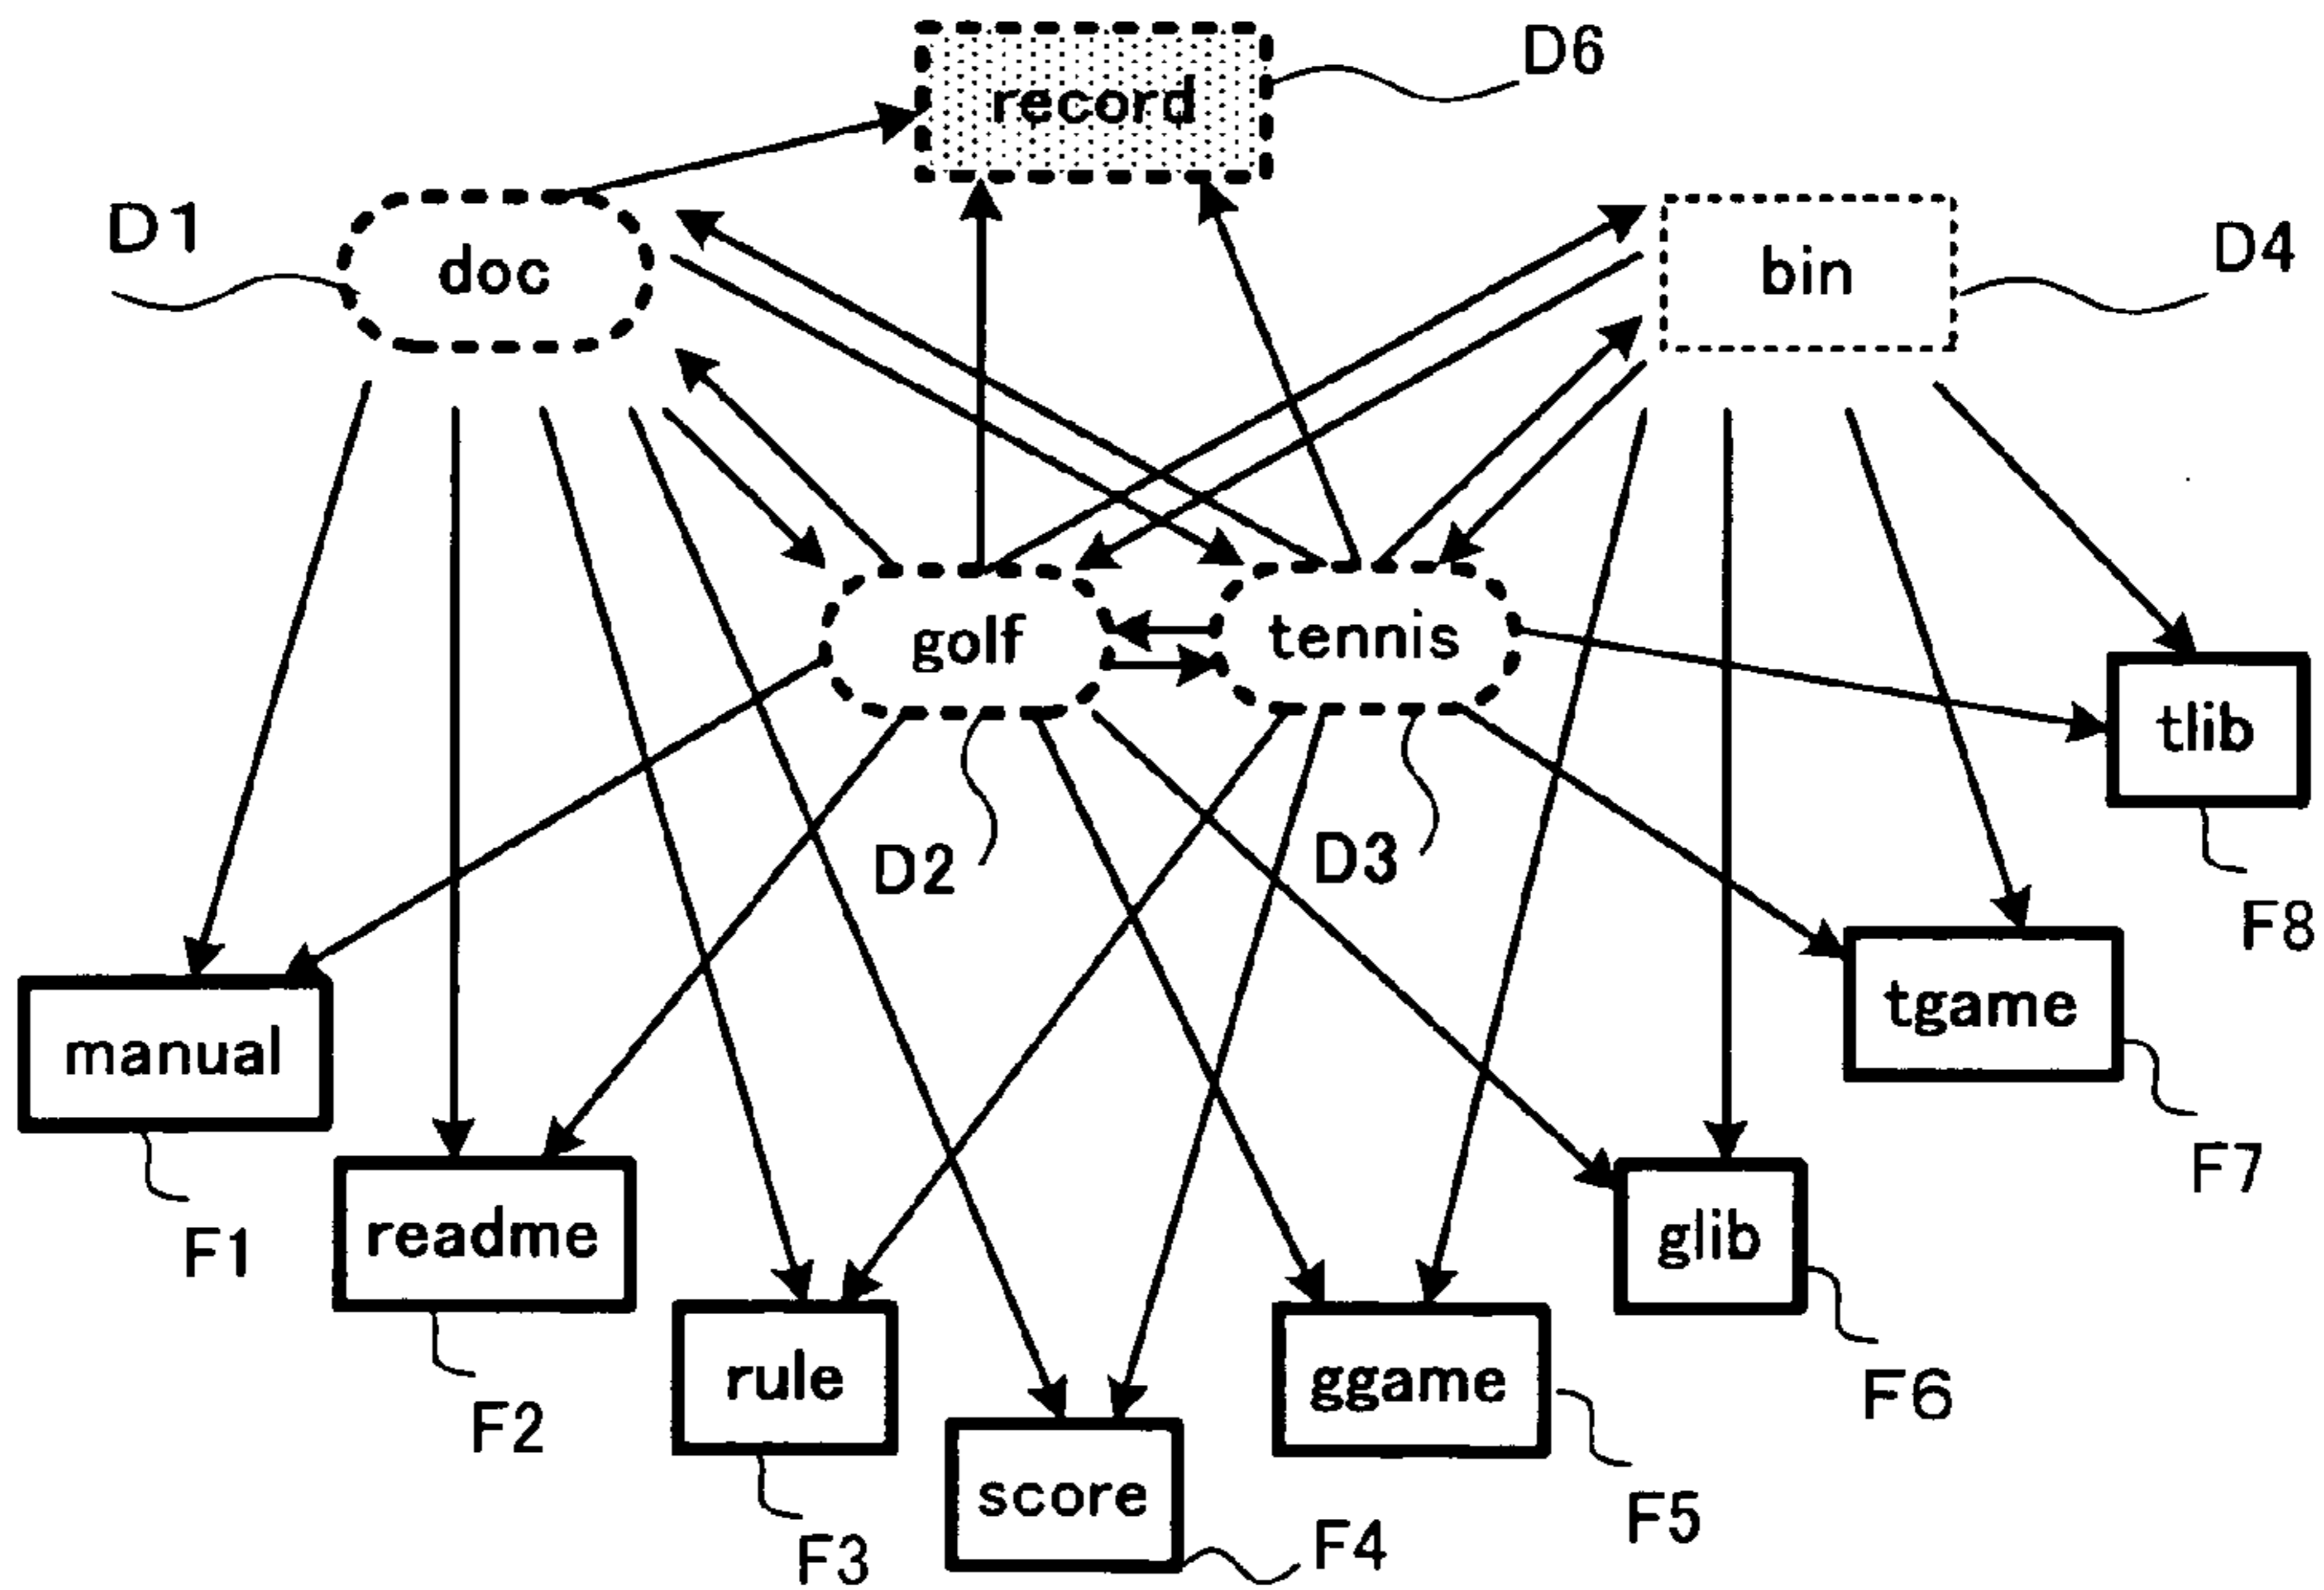 D6
record
D1
doc
bin
D4
golf
tennis
tlib
D2
D3
F8
manual
tgame
readme
glib
F7
F1
rule
ggame
F6
F2
score
F5
F3
F4